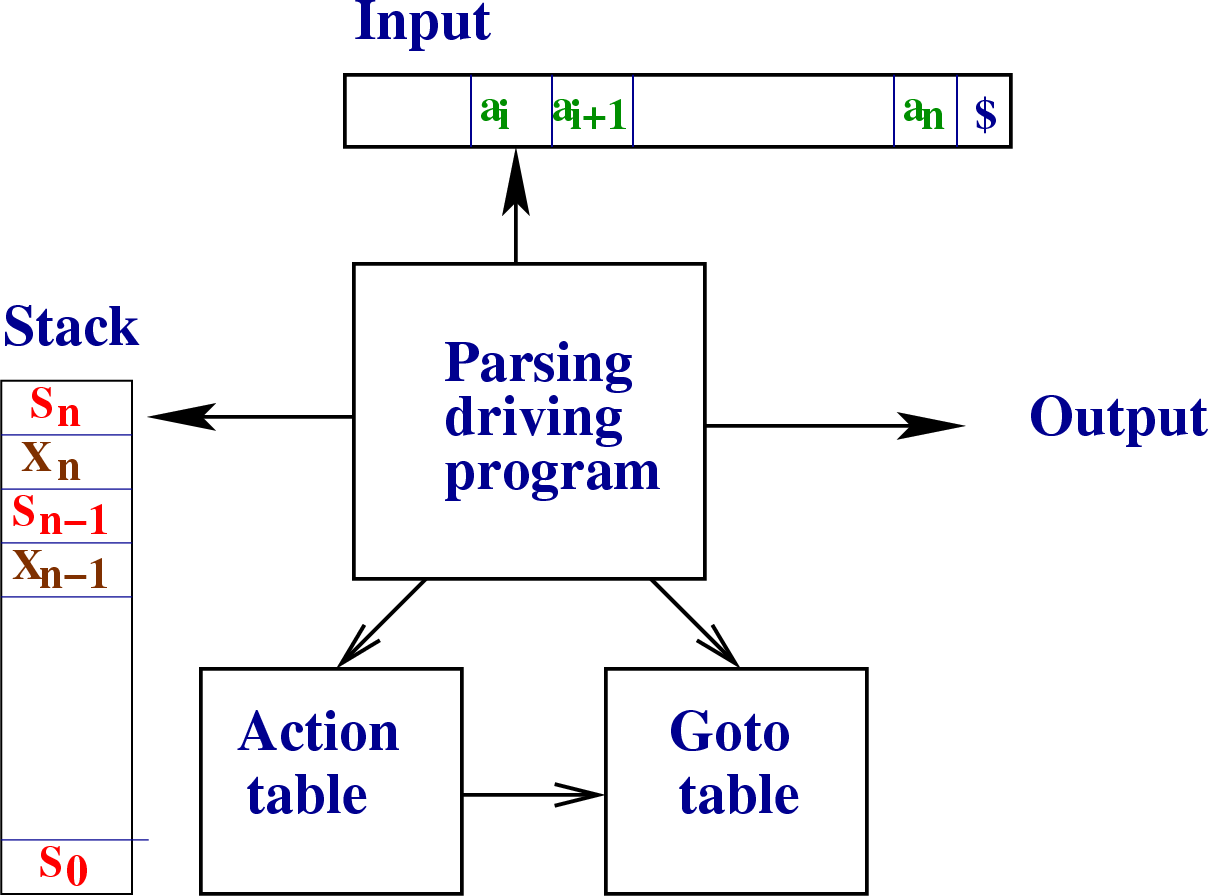 Input
ai ai+1 an $
Stack
Sn
Xn
Sn−1
Xn−1
S0
Parsing
driving
program
Output
Action
table
Goto
table